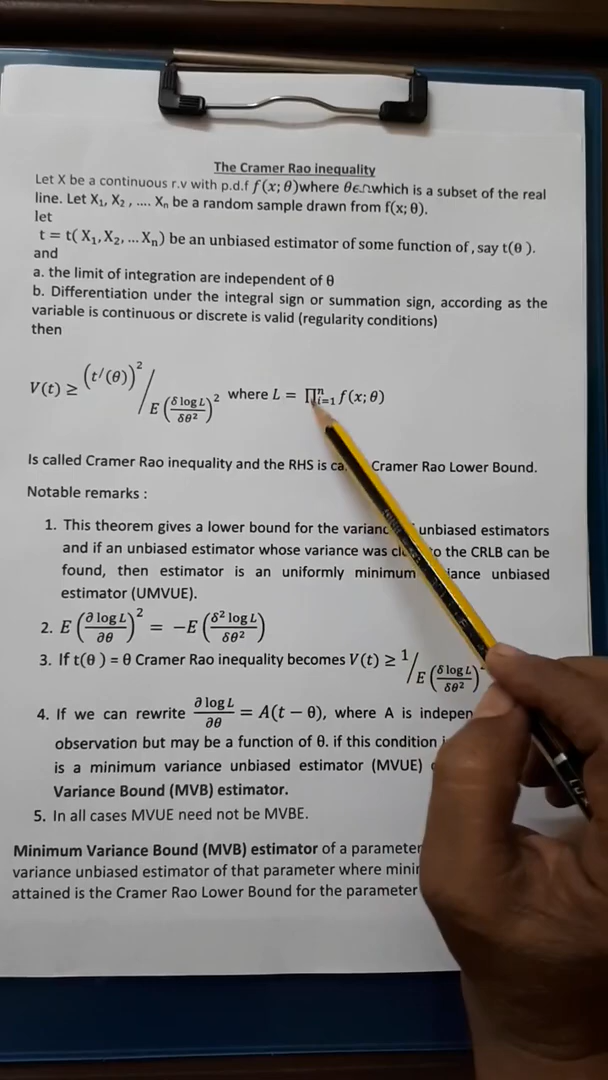 The Cramer Rao inequality
Let X be a continuous r.v with p.d.f f(x; θ)where θϵΩwhich is a subset of the real
line. Let X₁, X₂ , .... Xₙ be a random sample drawn from f(x; θ).
let
t = t( X₁, X₂, ... Xₙ) be an unbiased estimator of some function of , say t(θ ).
and
a. the limit of integration are independent of θ
b. Differentiation under the integral sign or summation sign, according as the
variable is continuous or discrete is valid (regularity conditions)
then
V(t) ≥ (t′(θ))² / E (δ log L / δθ²)² where L = ∏ⁿᵢ₌₁ f(x; θ)
Is called Cramer Rao inequality and the RHS is Cramer Rao Lower Bound.
Notable remarks :
1. This theorem gives a lower bound for the unbiased estimators
and if an unbiased estimator whose variance was to the CRLB can be
found, then estimator is an uniformly minimum unbiased
estimator (UMVUE).
2. E (∂ log L / ∂θ)² = −E (δ² log L / δθ²)
3. If t(θ ) = θ Cramer Rao inequality becomes V(t) ≥ 1 / E (δ log L / δθ²)
4. If we can rewrite ∂ log L / ∂θ = A(t − θ), where A is
observation but may be a function of θ. if this condition
is a minimum variance unbiased estimator (MVUE)
Variance Bound (MVB) estimator.
5. In all cases MVUE need not be MVBE.
Minimum Variance Bound (MVB) estimator of a parameter
variance unbiased estimator of that parameter where
attained is the Cramer Rao Lower Bound for the parameter